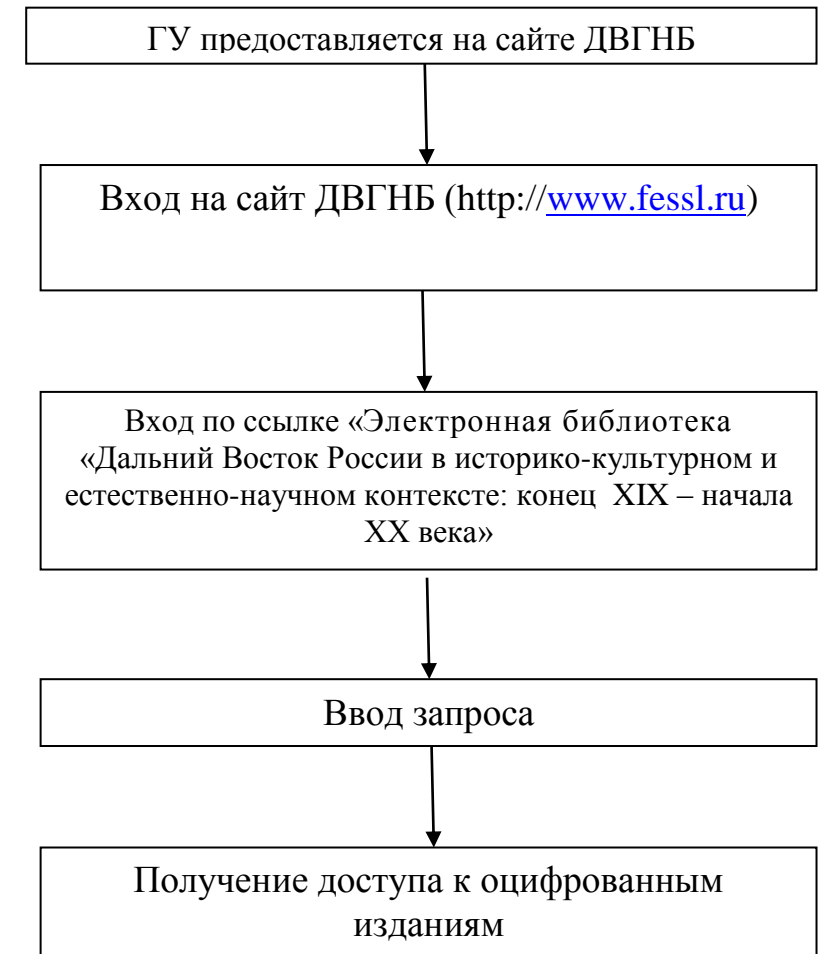 ГУ предоставляется на сайте ДВГНБ
Вход на сайт ДВГНБ (http://www.fessl.ru)
Вход по ссылке «Электронная библиотека
«Дальний Восток России в историко-культурном и
естественно-научном контексте: конец XIX – начала
XX века»
Ввод запроса
Получение доступа к оцифрованным
изданиям